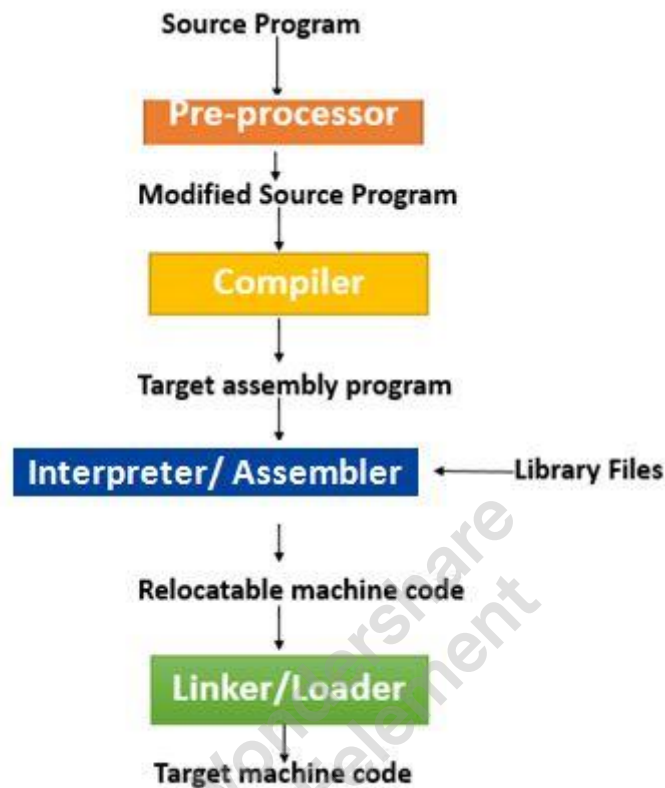 Source Program
Pre-processor
Modified Source Program
Compiler
Target assembly program
Interpreter/ Assembler
Library Files
Relocatable machine code
Linker/Loader
Target machine code